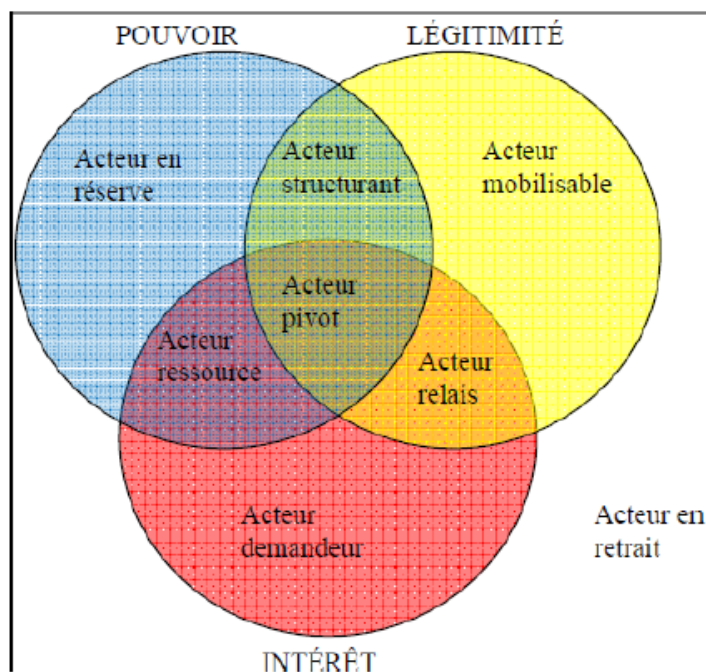 POUVOIR
LÉGITIMITÉ
Acteur en
réserve
Acteur
structurant
Acteur
mobilisable
Acteur
pivot
Acteur
ressource
Acteur
relais
Acteur
demandeur
Acteur en
retrait
INTÉRÊT